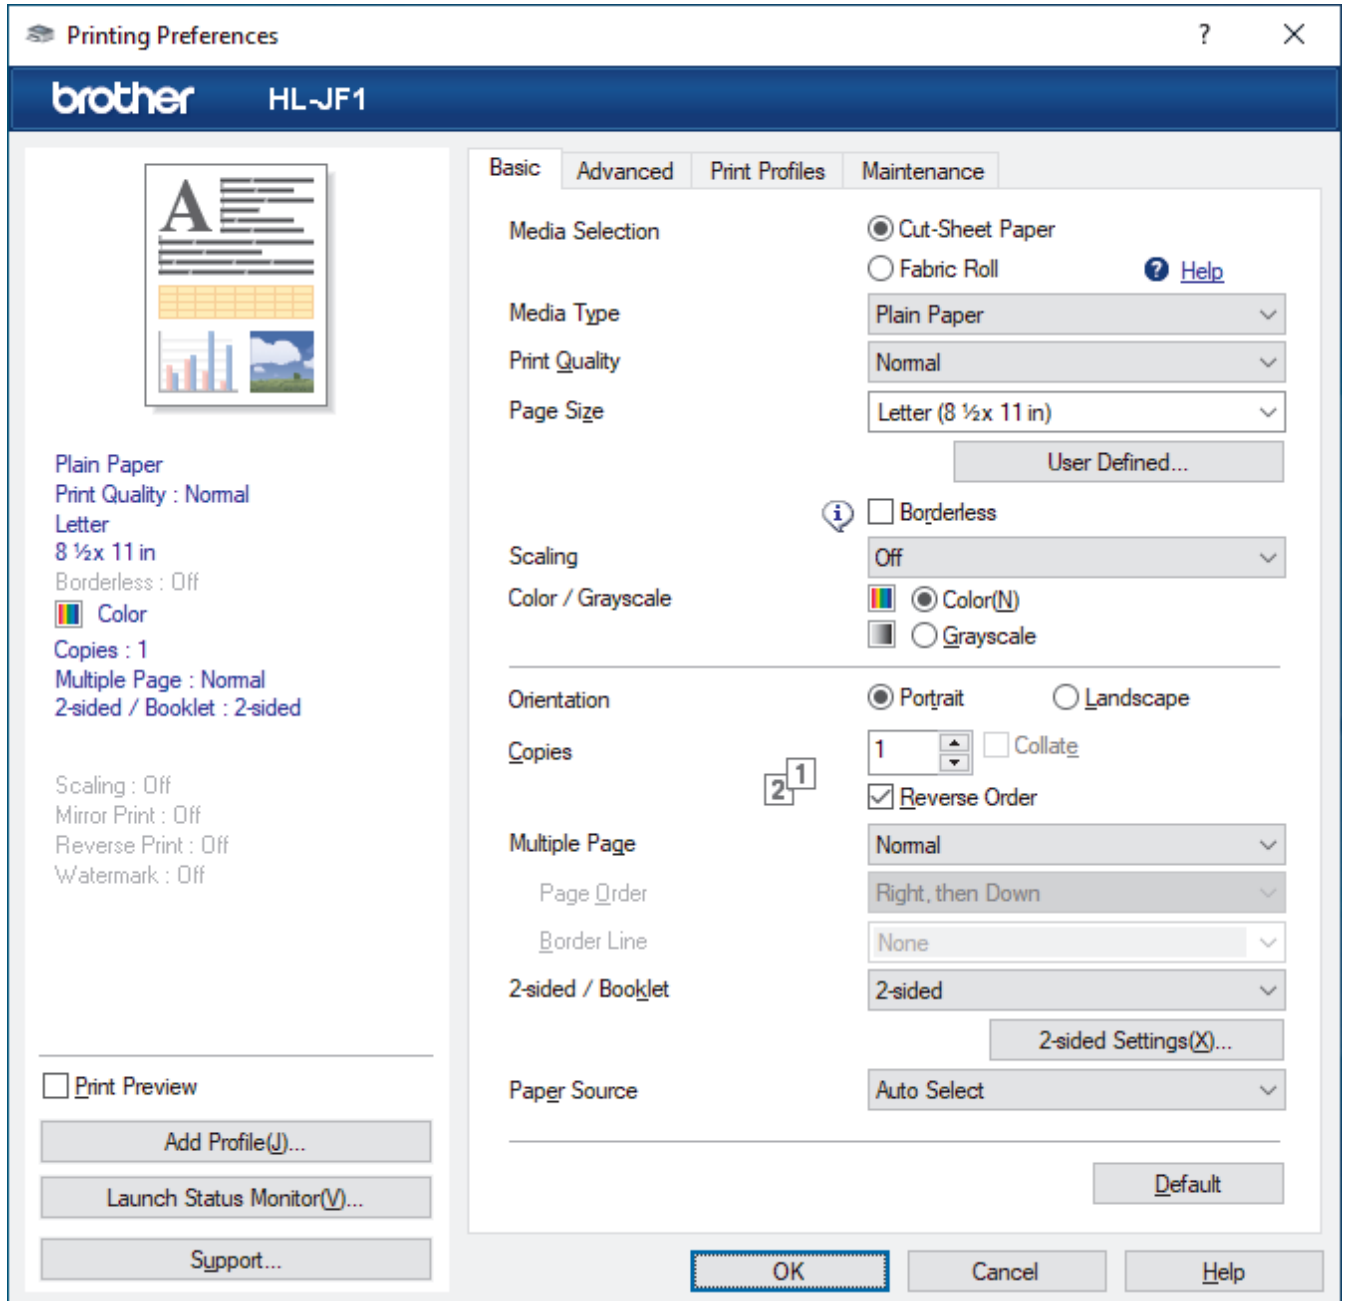 Printing Preferences
?
brother HL-JF1
A
Plain Paper
Print Quality : Normal
Letter
8 ½x 11 in
Borderless : Off
Color
Copies : 1
Multiple Page : Normal
2-sided / Booklet : 2-sided
Scaling : Off
Mirror Print : Off
Reverse Print : Off
Watermark : Off
Print Preview
Add Profile(J)...
Launch Status Monitor(V)...
Support...
Basic Advanced Print Profiles Maintenance
Media Selection Cut-Sheet Paper
Fabric Roll ? Help
Media Type Plain Paper
Print Quality Normal
Page Size Letter (8 ½x 11 in)
User Defined...
i Borderless
Scaling Off
Color / Grayscale Color(N)
Grayscale
Orientation Portrait Landscape
Copies 1 Collate
2 1 Reverse Order
Multiple Page Normal
Page Order Right, then Down
Border Line None
2-sided / Booklet 2-sided
2-sided Settings(X)...
Paper Source Auto Select
Default
OK Cancel Help